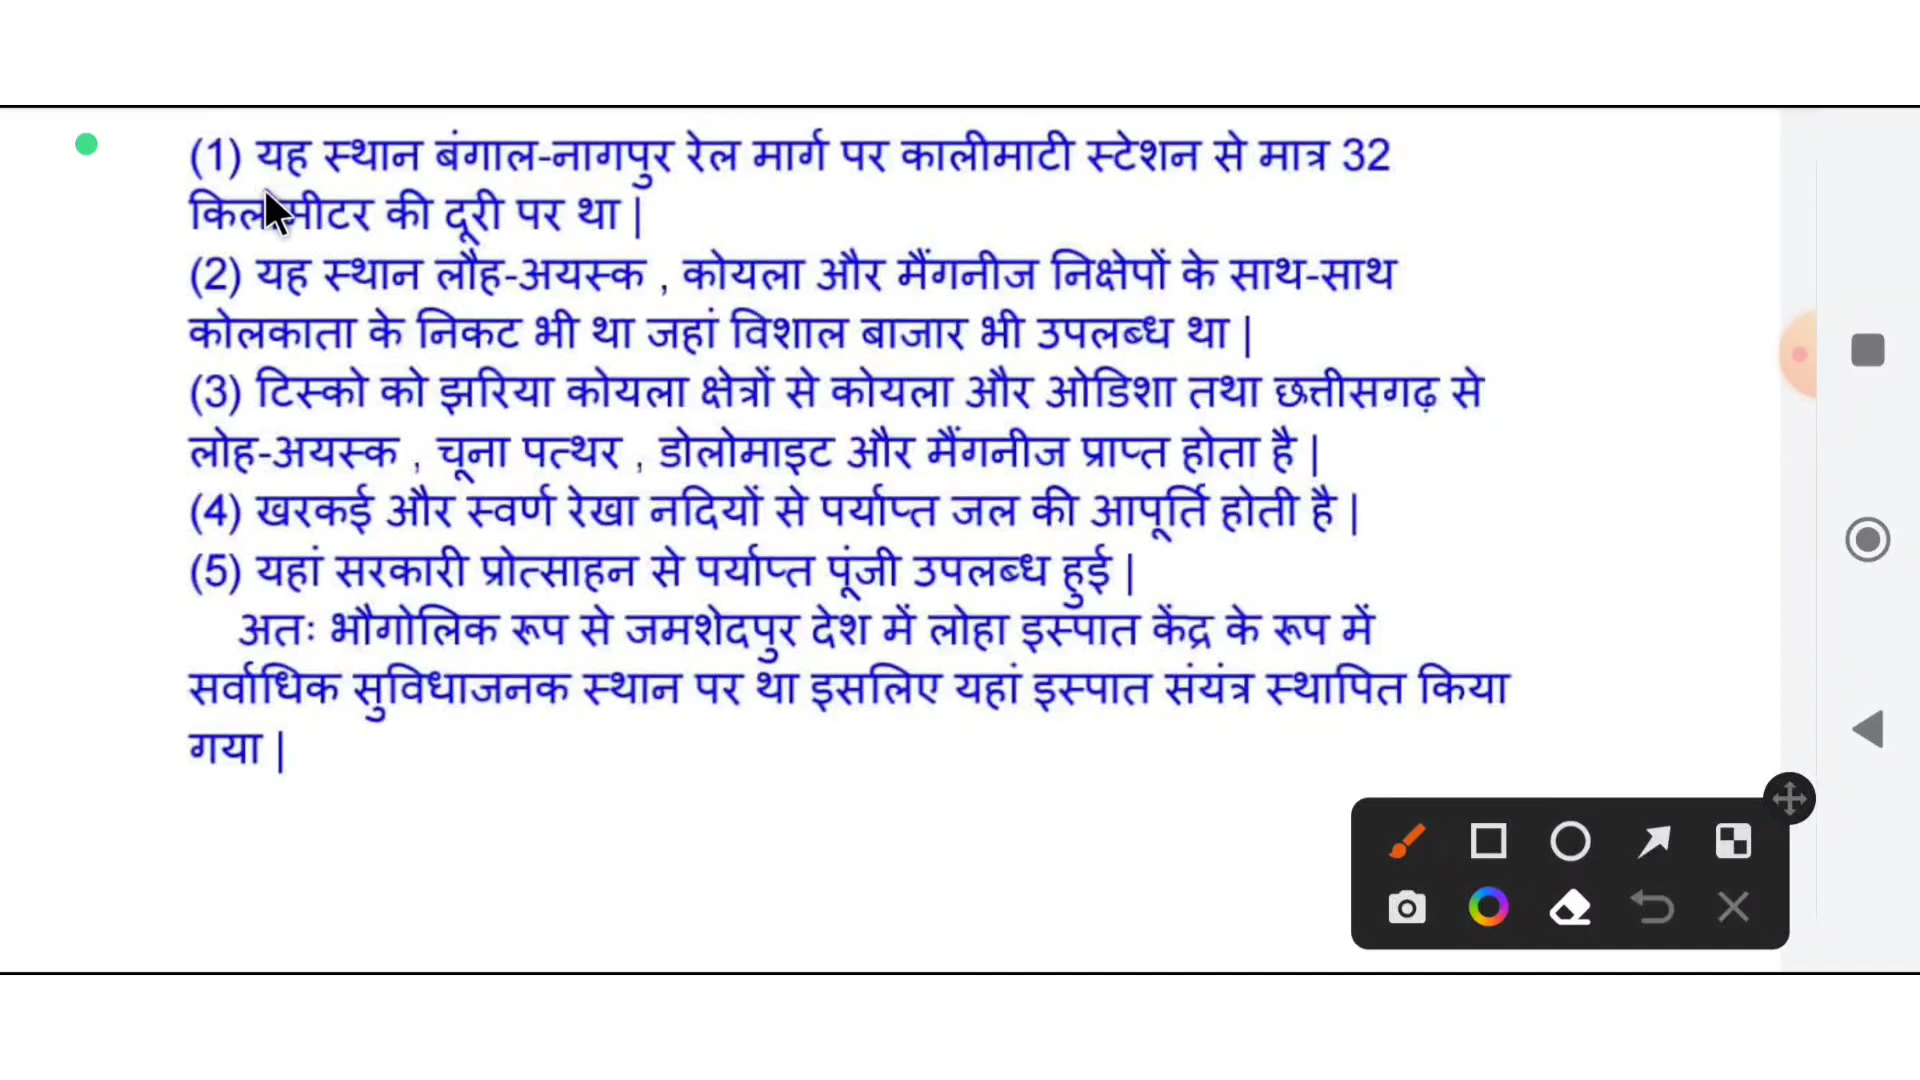 (1) यह स्थान बंगाल-नागपुर रेल मार्ग पर कालीमाटी स्टेशन से मात्र 32
किलोमीटर की दूरी पर था |
(2) यह स्थान लौह-अयस्क , कोयला और मैंगनीज निक्षेपों के साथ-साथ
कोलकाता के निकट भी था जहां विशाल बाजार भी उपलब्ध था |
(3) टिस्को को झरिया कोयला क्षेत्रों से कोयला और ओडिशा तथा छत्तीसगढ़ से
लोह-अयस्क , चूना पत्थर , डोलोमाइट और मैंगनीज प्राप्त होता है |
(4) खरकई और स्वर्ण रेखा नदियों से पर्याप्त जल की आपूर्ति होती है |
(5) यहां सरकारी प्रोत्साहन से पर्याप्त पूंजी उपलब्ध हुई |
अतः भौगोलिक रूप से जमशेदपुर देश में लोहा इस्पात केंद्र के रूप में
सर्वाधिक सुविधाजनक स्थान पर था इसलिए यहां इस्पात संयंत्र स्थापित किया
गया |